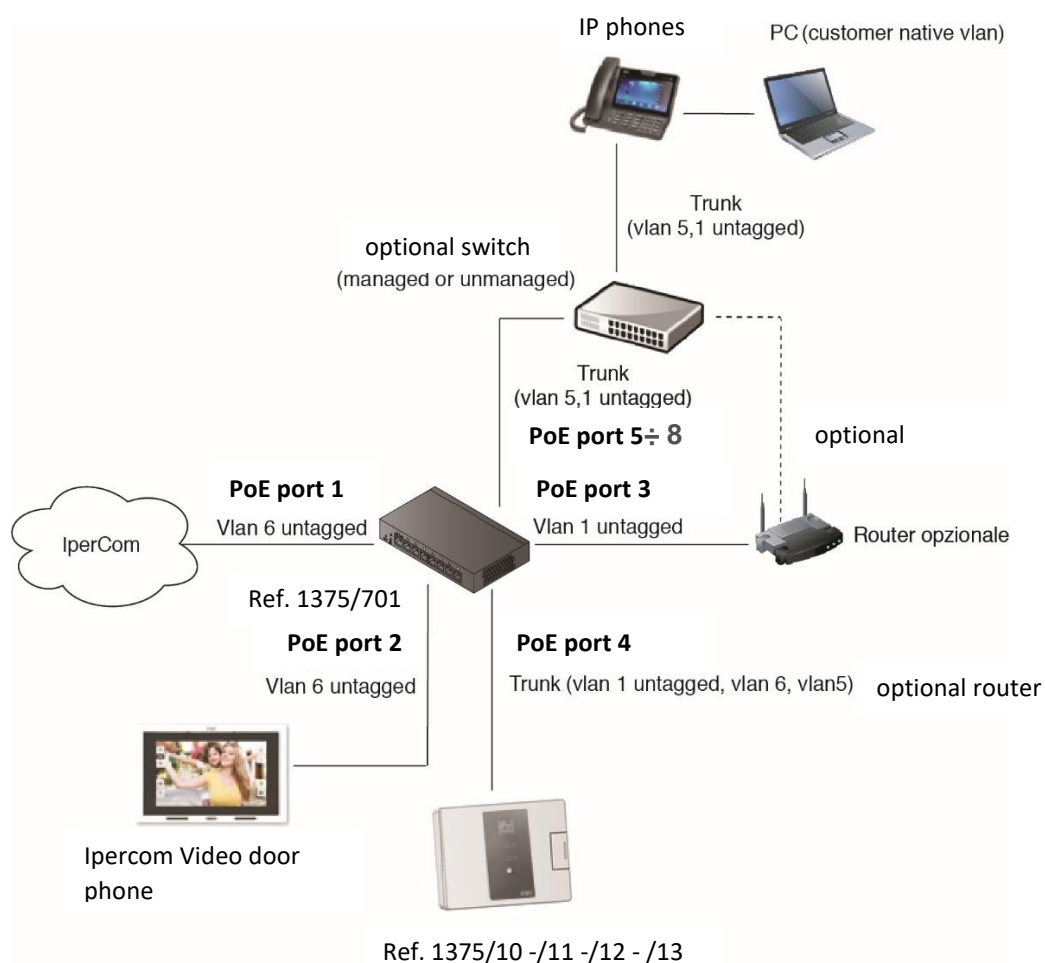 IP phones
PC (customer native vlan)
Trunk
(vlan 5,1 untagged)
optional switch
(managed or unmanaged)
Trunk
(vlan 5,1 untagged)
PoE port 5÷ 8
optional
PoE port 1
PoE port 3
Vlan 6 untagged
Vlan 1 untagged
IperCom
Router opzionale
Ref. 1375/701
PoE port 2
PoE port 4
Vlan 6 untagged
Trunk (vlan 1 untagged, vlan 6, vlan5)
optional router
Ipercom Video door
phone
Ref. 1375/10 -/11 -/12 - /13